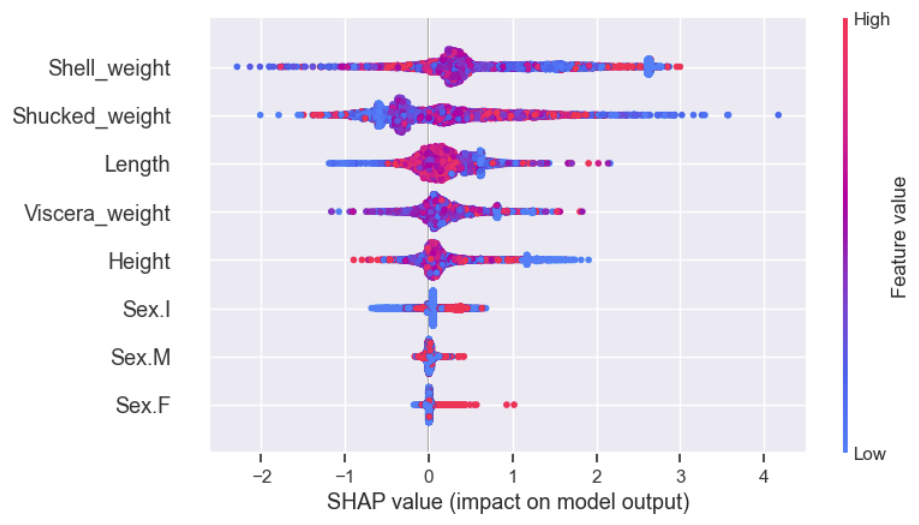 High
Shell_weight
Shucked_weight
Length
Viscera_weight
Height
Sex.I
Sex.M
Sex.F
Feature value
Low
−2 −1 0 1 2 3 4
SHAP value (impact on model output)